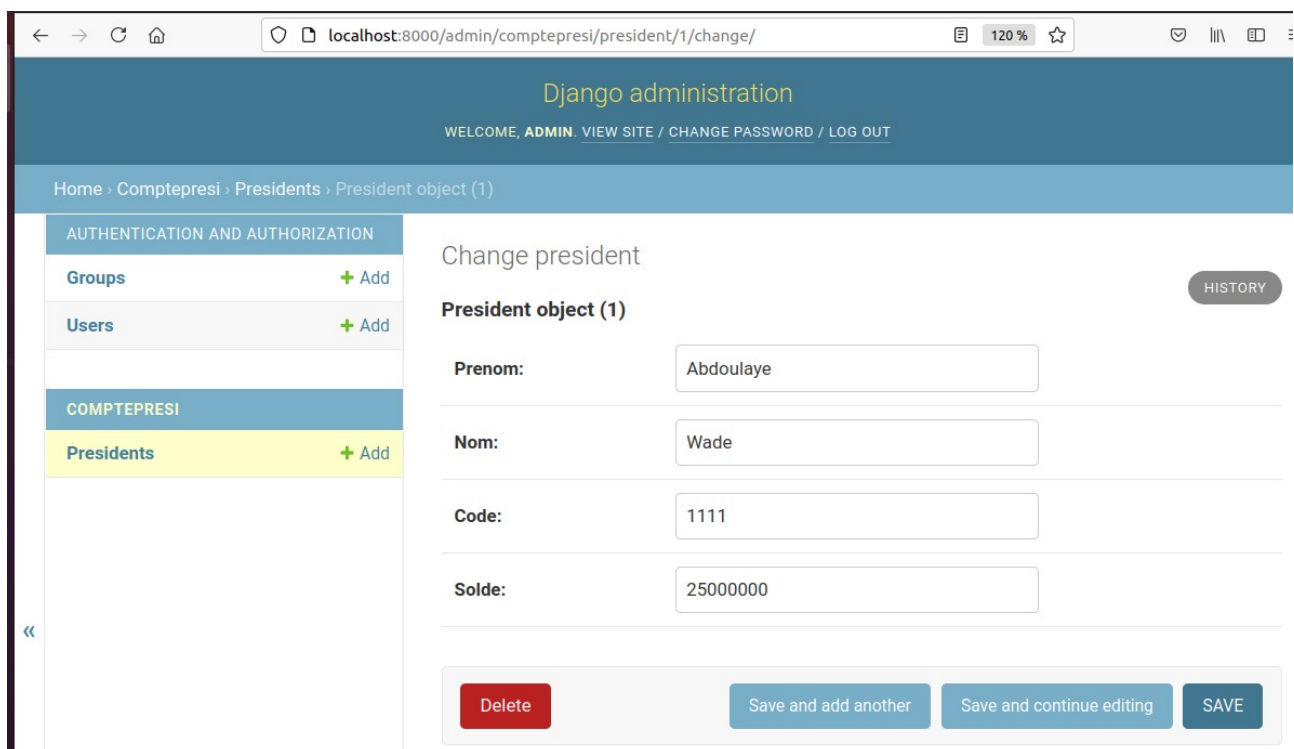 localhost:8000/admin/comptepresi/president/1/change/ 120 %
Django administration
WELCOME, ADMIN. VIEW SITE / CHANGE PASSWORD / LOG OUT
Home › Comptepresi › Presidents › President object (1)
AUTHENTICATION AND AUTHORIZATION
Groups + Add
Users + Add
COMPTEPRESI
Presidents + Add
«
Change president
HISTORY
President object (1)
Prenom: Abdoulaye
Nom: Wade
Code: 1111
Solde: 25000000
Delete Save and add another Save and continue editing SAVE